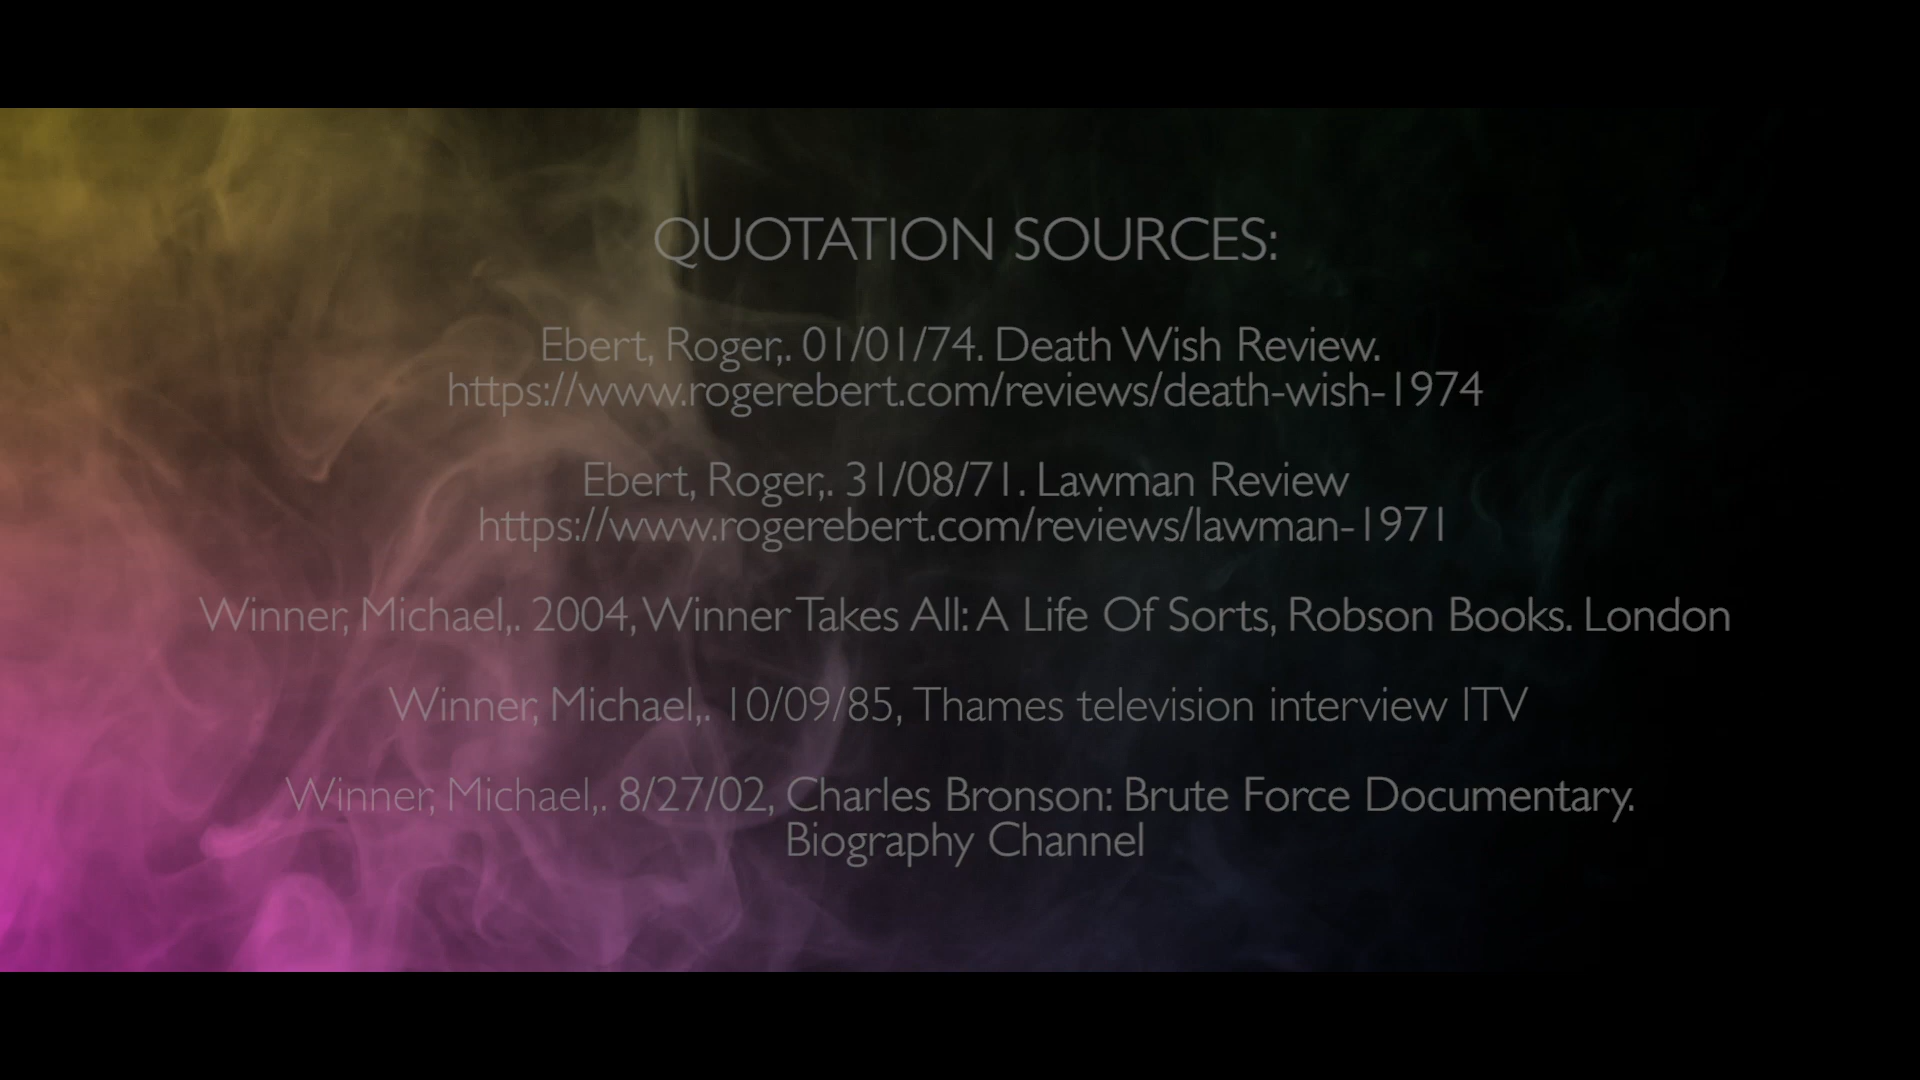 QUOTATION SOURCES:
Ebert, Roger,. 01/01/74. Death Wish Review.
https://www.rogerebert.com/reviews/death-wish-1974
Ebert, Roger,. 31/08/71. Lawman Review
https://www.rogerebert.com/reviews/lawman-1971
Winner, Michael,. 2004, Winner Takes All: A Life Of Sorts, Robson Books. London
Winner, Michael,. 10/09/85, Thames television interview ITV
Winner, Michael,. 8/27/02, Charles Bronson: Brute Force Documentary.
Biography Channel